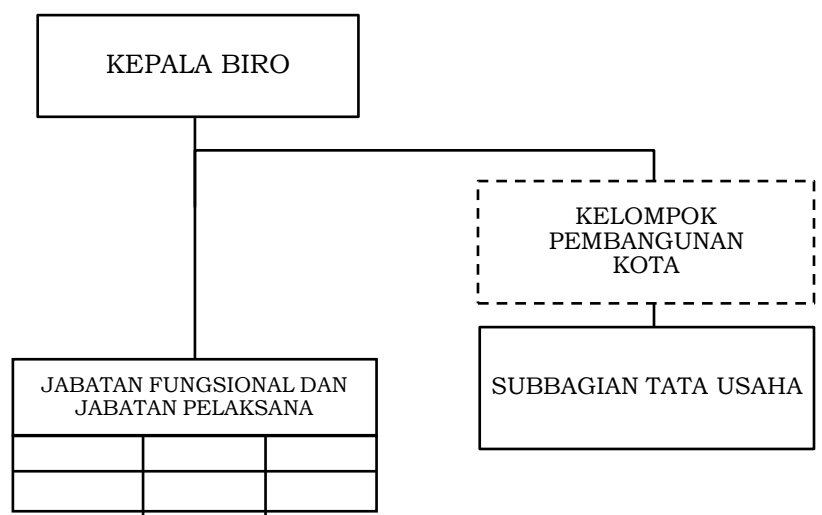 KEPALA BIRO
KELOMPOK
PEMBANGUNAN
KOTA
SUBBAGIAN TATA USAHA
JABATAN FUNGSIONAL DAN
JABATAN PELAKSANA